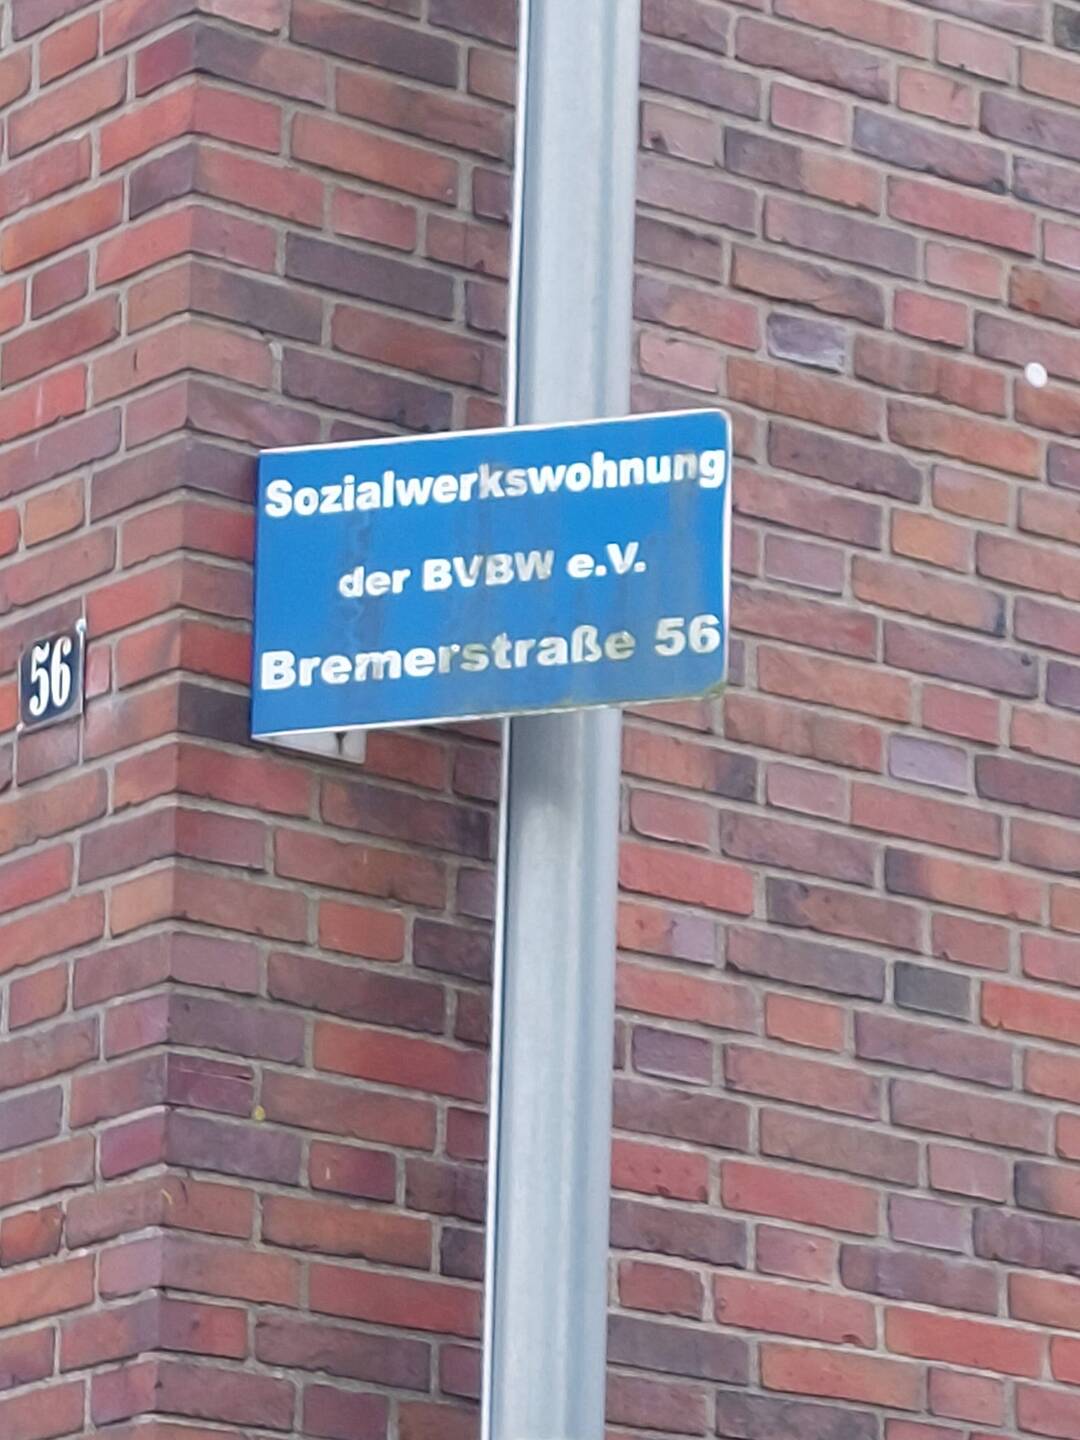 Sozialwerkswohnung
der BVBW e.V.
Bremerstraße 56
56